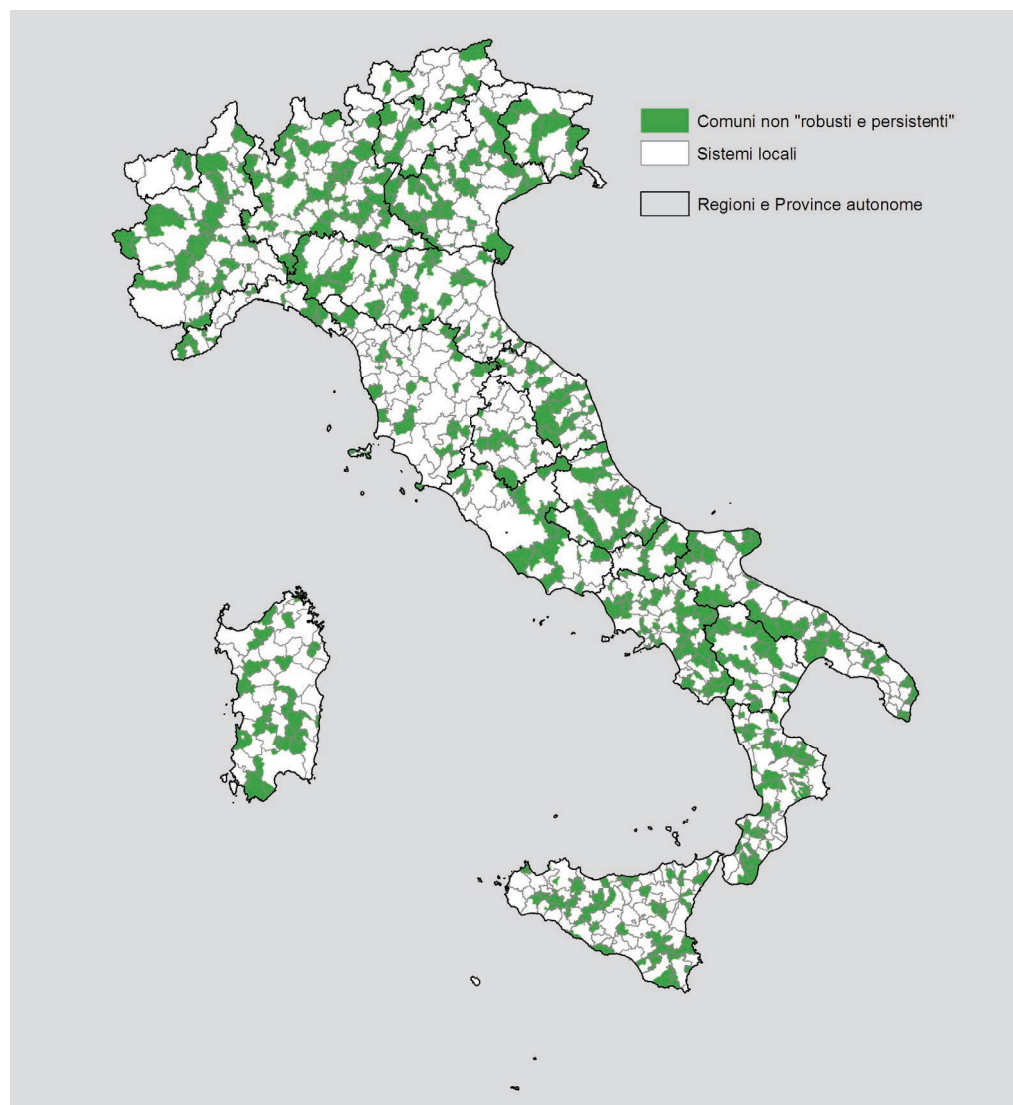 Comuni non "robusti e persistenti"
Sistemi locali
Regioni e Province autonome